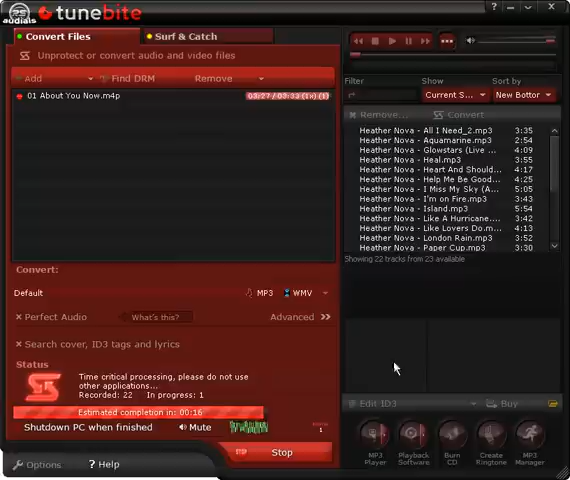 audials tunebite
Convert Files
Surf & Catch
Unprotect or convert audio and video files
Add
Find DRM
Remove
01 About You Now.m4p
Convert:
Default
MP3
WMV
Perfect Audio
What's this?
Advanced
Search cover, ID3 tags and lyrics
Status
Time critical processing, please do not use
other applications...
Recorded: 22 In progress: 1
Estimated completion in: 00:16
Shutdown PC when finished
Mute
Stop
Options
? Help
Filter
Show
Sort by
Current S...
New Bottor
Remove...
Convert
Heather Nova - All I Need_2.mp3 3:35
Heather Nova - Aquamarine.mp3 2:54
Heather Nova - Glowstars (Live ... 4:09
Heather Nova - Heal.mp3 3:55
Heather Nova - Heart And Should... 4:17
Heather Nova - Help Me Be Good... 4:25
Heather Nova - I Miss My Sky (A... 5:05
Heather Nova - I'm on Fire.mp3 3:43
Heather Nova - Island.mp3 5:54
Heather Nova - Like A Hurricane... 3:42
Heather Nova - Like Lovers Do.m... 4:13
Heather Nova - London Rain.mp3 3:52
Heather Nova - Paper Cup.mp3 3:30
Showing 22 tracks from 23 available
Edit ID3
Buy
MP3
Player
Playback
Software
Burn
CD
Create
Ringtone
MP3
Manager